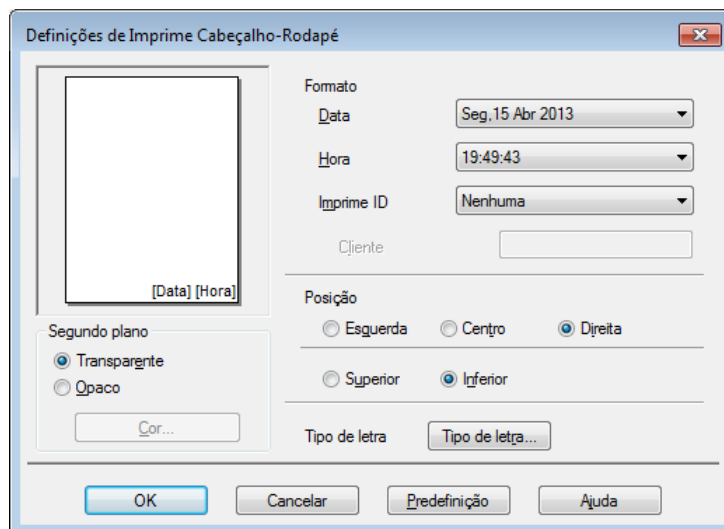 Definições de Imprime Cabeçalho-Rodapé
[Data] [Hora]
Segundo plano
Transparente
Opaco
Cor...
Formato
Data
Seg,15 Abr 2013
Hora
19:49:43
Imprime ID
Nenhuma
Cliente
Posição
Esguerda
Centro
Direita
Superior
Inferior
Tipo de letra
Tipo de letra...
OK
Cancelar
Predefinição
Ajuda